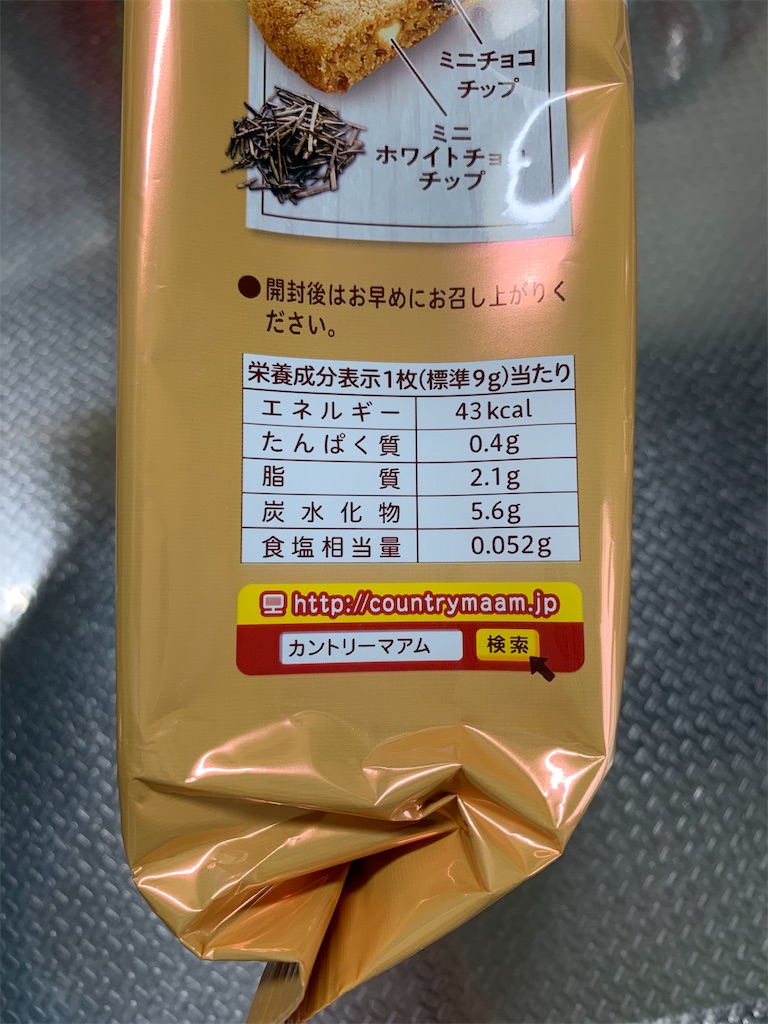 ミニチョコ
チップ
ミニ
ホワイトチョコ
チップ
●開封後はお早めにお召し上がりく
ださい。
栄養成分表示1枚(標準9g)当たり
エネルギー 43kcal
たんぱく質 0.4g
脂質 2.1g
炭水化物 5.6g
食塩相当量 0.052g
http://countrymaam.jp
カントリーマアム 検索